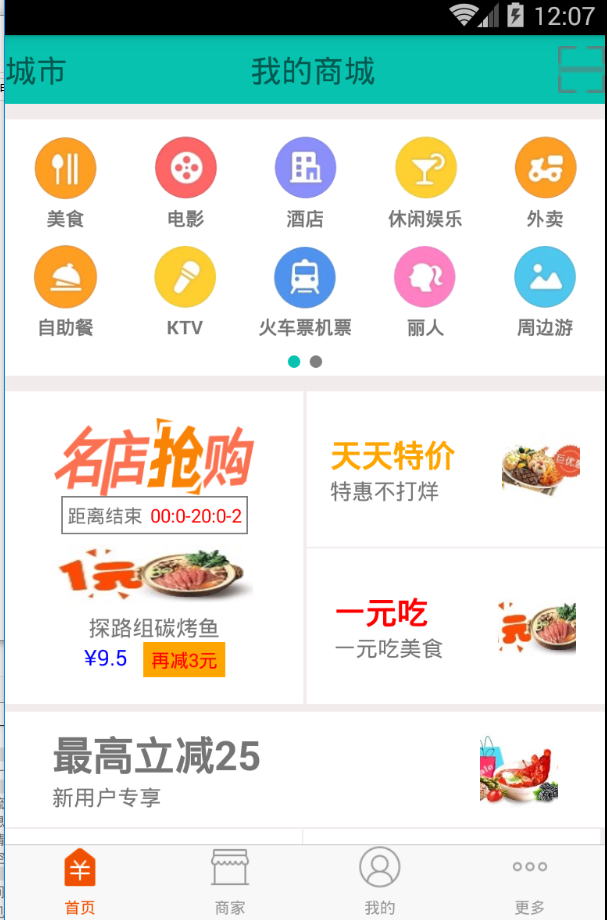 12:07
城市 我的商城
美食 电影 酒店 休闲娱乐 外卖
自助餐 KTV 火车票机票 丽人 周边游
名店抢购
距离结束 00:0-20:0-2
1元
探路组碳烤鱼
¥9.5 再减3元
天天特价
特惠不打烊
一元吃
一元吃美食
最高立减25
新用户专享
首页 商家 我的 更多